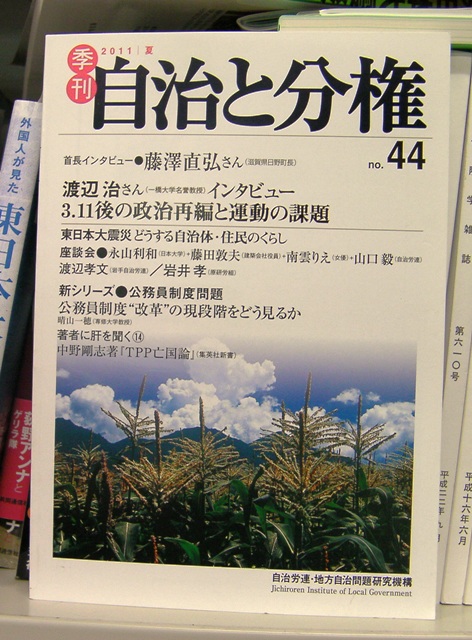 季刊
2011｜夏
自治と分権
no.44
首長インタビュー●藤澤直弘さん(滋賀県日野町長)
渡辺 治さん(一橋大学名誉教授)インタビュー
3.11後の政治再編と運動の課題
東日本大震災 どうする自治体・住民のくらし
座談会●永山利和(日本大学)+藤田敦夫(建築会社役員)+南雲りえ(女優)+山口 毅(自治労連)
渡辺孝文(岩手自治労連)/岩井 孝(原研労組)
新シリーズ●公務員制度問題
公務員制度“改革”の現段階をどう見るか
晴山一穂(専修大学教授)
著者に肝を聞く⑭
中野剛志著『TPP亡国論』(集英社新書)
自治労連・地方自治問題研究機構
Jichiroren Institute of Local Government
外国人が見た
東日本
荻野アンナと
ゲリラ隊
雑誌
第六一〇号
平成十六年六月